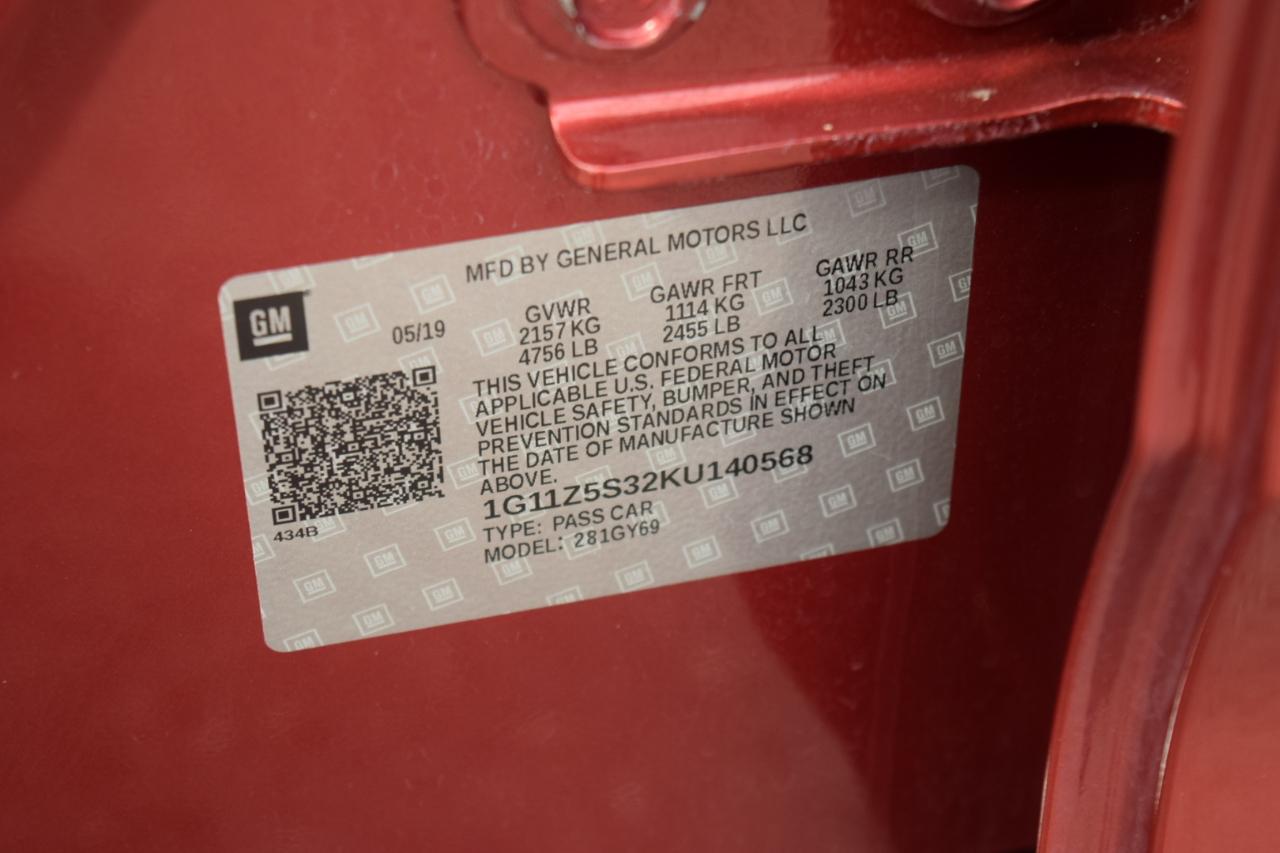 MFD BY GENERAL MOTORS LLC
GM
05/19
GVWR
2157 KG
4756 LB
GAWR FRT
1114 KG
2455 LB
GAWR RR
1043 KG
2300 LB
THIS VEHICLE CONFORMS TO ALL
APPLICABLE U.S. FEDERAL MOTOR
VEHICLE SAFETY, BUMPER, AND THEFT
PREVENTION STANDARDS IN EFFECT ON
THE DATE OF MANUFACTURE SHOWN
ABOVE.
1G11Z5S32KU140568
TYPE: PASS CAR
MODEL: 281GY69
434B